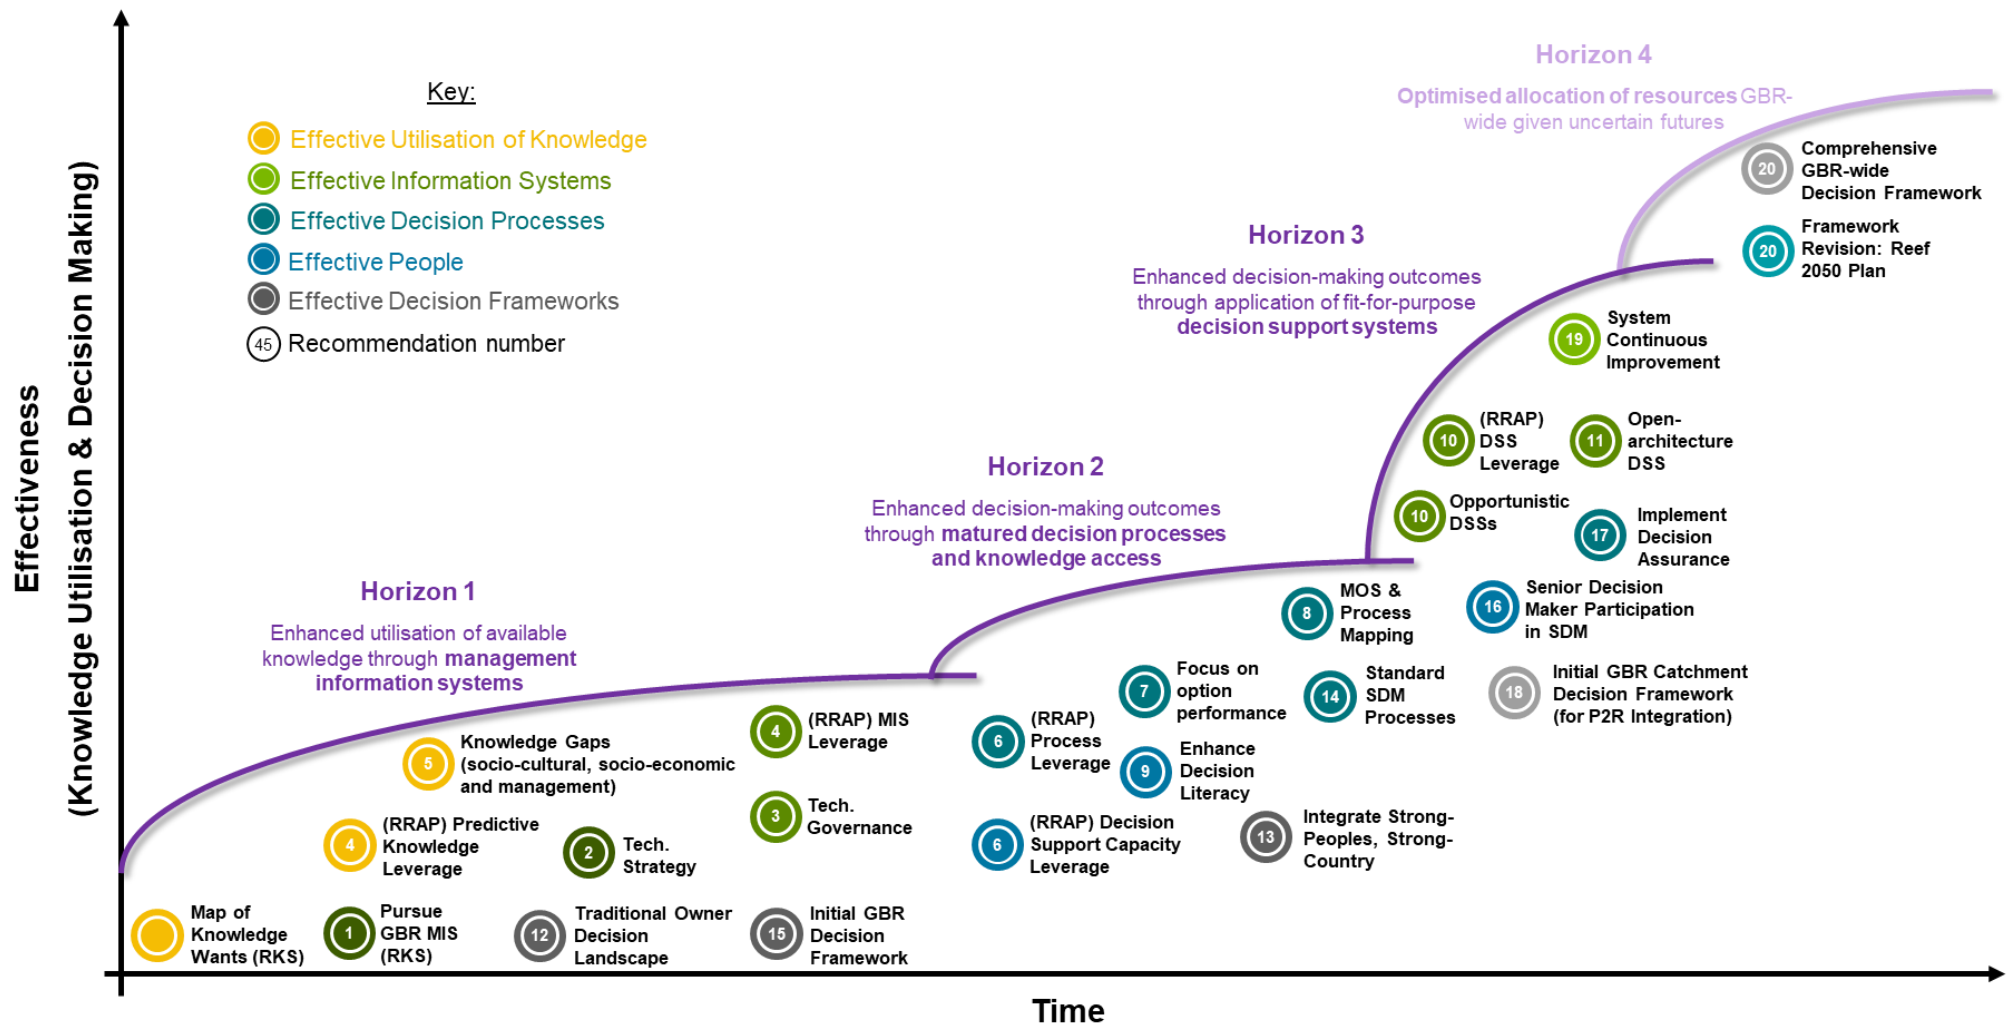 Key:
Effective Utilisation of Knowledge
Effective Information Systems
Effective Decision Processes
Effective People
Effective Decision Frameworks
45 Recommendation number
Effectiveness
(Knowledge Utilisation & Decision Making)
Time
Horizon 1
Enhanced utilisation of available
knowledge through management
information systems
Horizon 2
Enhanced decision-making outcomes
through matured decision processes
and knowledge access
Horizon 3
Enhanced decision-making outcomes
through application of fit-for-purpose
decision support systems
Horizon 4
Optimised allocation of resources GBR-
wide given uncertain futures
Map of
Knowledge
Wants (RKS)
1
Pursue
GBR MIS
(RKS)
12
Traditional Owner
Decision
Landscape
15
Initial GBR
Decision
Framework
4
(RRAP) Predictive
Knowledge
Leverage
2
Tech.
Strategy
3
Tech.
Governance
5
Knowledge Gaps
(socio-cultural, socio-economic
and management)
4
(RRAP) MIS
Leverage
6
(RRAP)
Process
Leverage
6
(RRAP) Decision
Support Capacity
Leverage
7
Focus on
option
performance
9
Enhance
Decision
Literacy
13
Integrate Strong-
Peoples, Strong-
Country
8
MOS &
Process
Mapping
14
Standard
SDM
Processes
16
Senior Decision
Maker Participation
in SDM
18
Initial GBR Catchment
Decision Framework
(for P2R Integration)
10
Opportunistic
DSSs
17
Implement
Decision
Assurance
10
(RRAP)
DSS
Leverage
11
Open-
architecture
DSS
19
System
Continuous
Improvement
20
Comprehensive
GBR-wide
Decision Framework
20
Framework
Revision: Reef
2050 Plan